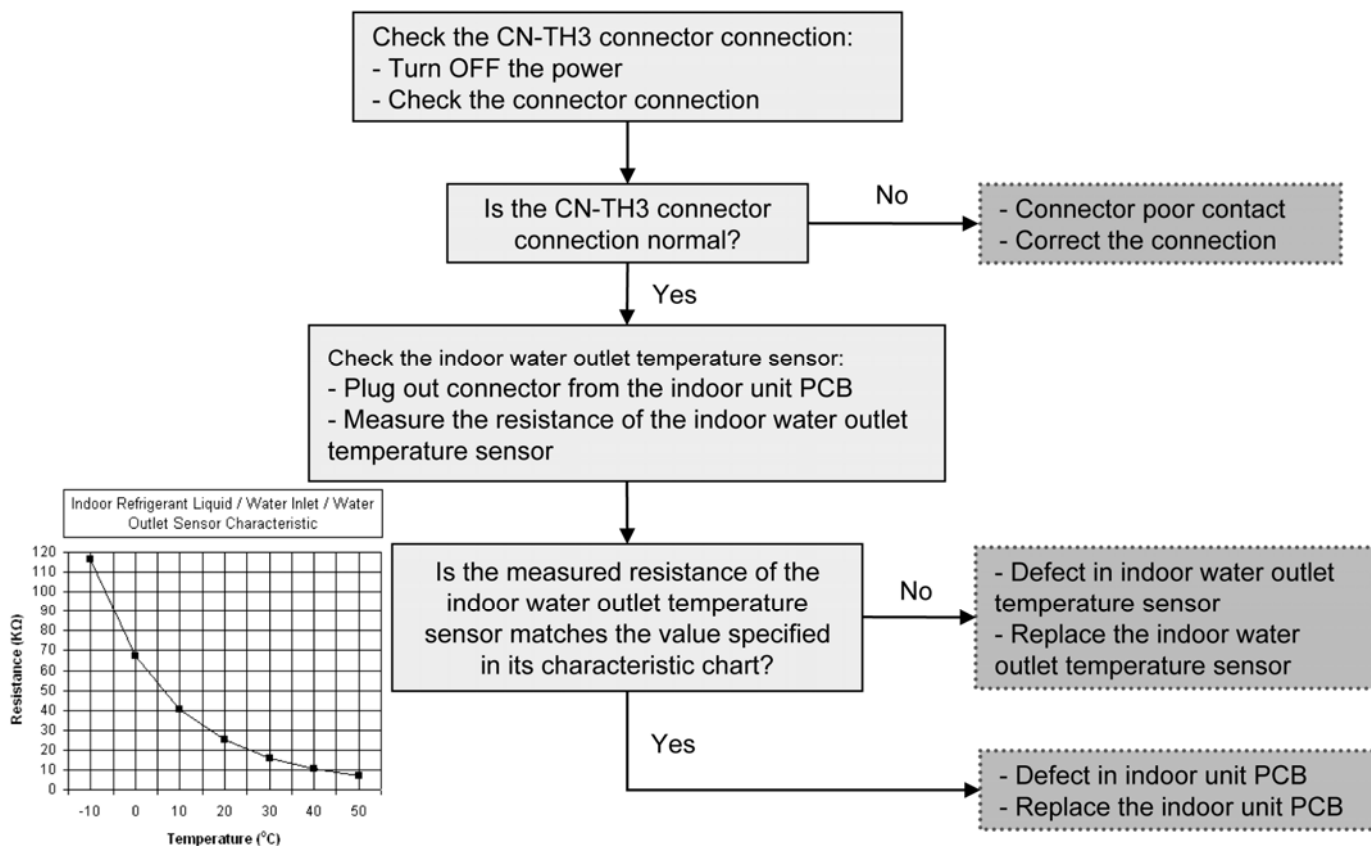 Check the CN-TH3 connector connection:
- Turn OFF the power
- Check the connector connection
Is the CN-TH3 connector
connection normal?
No
- Connector poor contact
- Correct the connection
Yes
Check the indoor water outlet temperature sensor:
- Plug out connector from the indoor unit PCB
- Measure the resistance of the indoor water outlet
temperature sensor
Indoor Refrigerant Liquid / Water Inlet / Water
Outlet Sensor Characteristic
Resistance (KΩ)
120
110
100
90
80
70
60
50
40
30
20
10
0
-10 0 10 20 30 40 50
Temperature (°C)
Is the measured resistance of the
indoor water outlet temperature
sensor matches the value specified
in its characteristic chart?
No
- Defect in indoor water outlet
temperature sensor
- Replace the indoor water
outlet temperature sensor
Yes
- Defect in indoor unit PCB
- Replace the indoor unit PCB